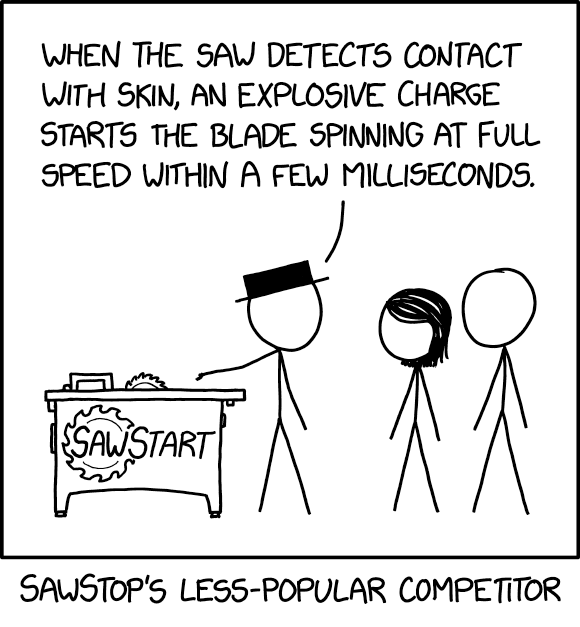 WHEN THE SAW DETECTS CONTACT
WITH SKIN, AN EXPLOSIVE CHARGE
STARTS THE BLADE SPINNING AT FULL
SPEED WITHIN A FEW MILLISECONDS.
SAWSTART
SAWSTOP'S LESS-POPULAR COMPETITOR